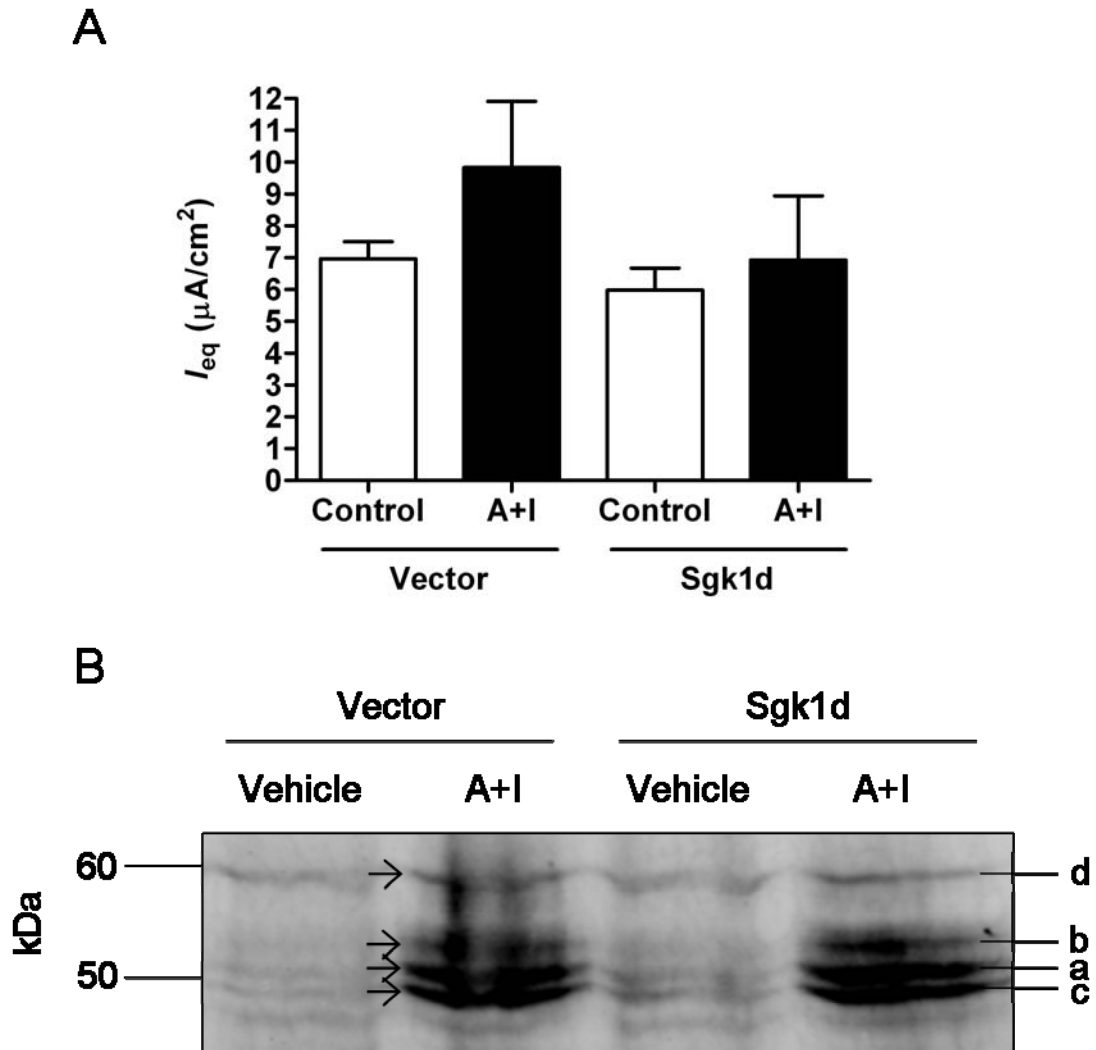 A
12
11
10
9
8
7
6
5
4
3
2
1
0
I_eq (μA/cm²)
Control A+I Control A+I
Vector Sgk1d
B
Vector Sgk1d
Vehicle A+I Vehicle A+I
60 d
b
a
50 c
kDa